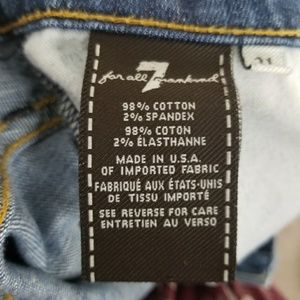 7
for all mankind
98% COTTON
2% SPANDEX
98% COTON
2% ÉLASTHANNE
MADE IN U.S.A.
OF IMPORTED FABRIC
FABRIQUÉ AUX ÉTATS-UNIS
DE TISSU IMPORTÉ
SEE REVERSE FOR CARE
ENTRETIEN AU VERSO